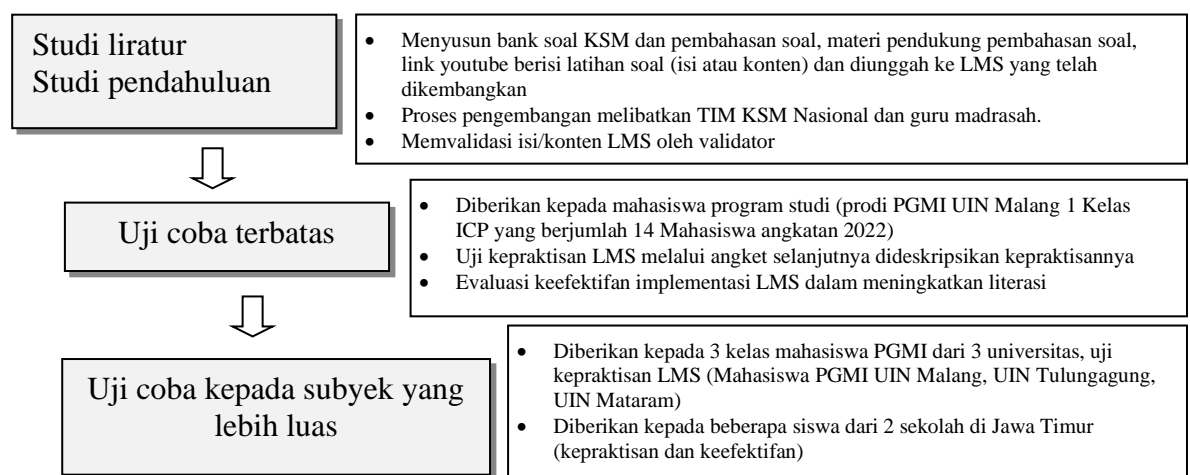 Studi liratur
Studi pendahuluan
• Menyusun bank soal KSM dan pembahasan soal, materi pendukung pembahasan soal,
link youtube berisi latihan soal (isi atau konten) dan diunggah ke LMS yang telah
dikembangkan
• Proses pengembangan melibatkan TIM KSM Nasional dan guru madrasah.
• Memvalidasi isi/konten LMS oleh validator
Uji coba terbatas
• Diberikan kepada mahasiswa program studi (prodi PGMI UIN Malang 1 Kelas
ICP yang berjumlah 14 Mahasiswa angkatan 2022)
• Uji kepraktisan LMS melalui angket selanjutnya dideskripsikan kepraktisannya
• Evaluasi keefektifan implementasi LMS dalam meningkatkan literasi
Uji coba kepada subyek yang
lebih luas
• Diberikan kepada 3 kelas mahasiswa PGMI dari 3 universitas, uji
kepraktisan LMS (Mahasiswa PGMI UIN Malang, UIN Tulungagung,
UIN Mataram)
• Diberikan kepada beberapa siswa dari 2 sekolah di Jawa Timur
(kepraktisan dan keefektifan)